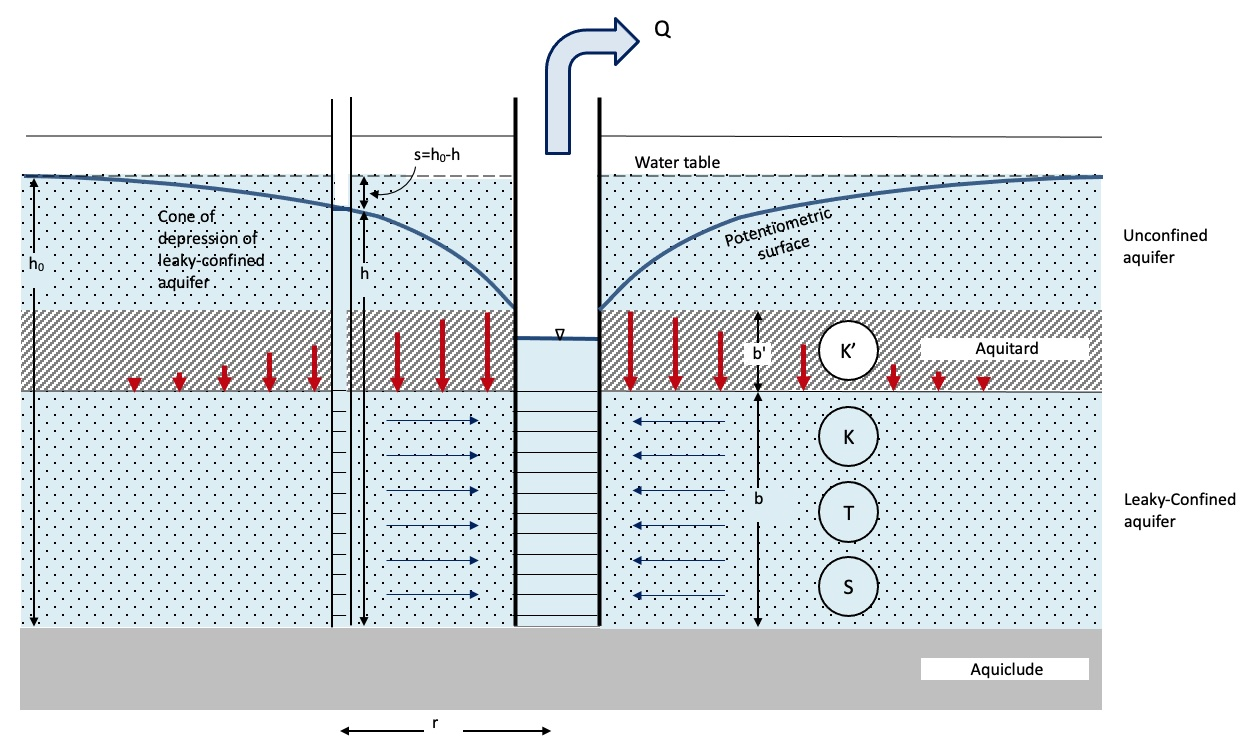 Q
s=h₀-h
Water table
Cone of
depression of
leaky-confined
aquifer
Potentiometric
surface
Unconfined
aquifer
h₀
h
b'
K’
Aquitard
K
b
Leaky-Confined
aquifer
T
S
Aquiclude
r